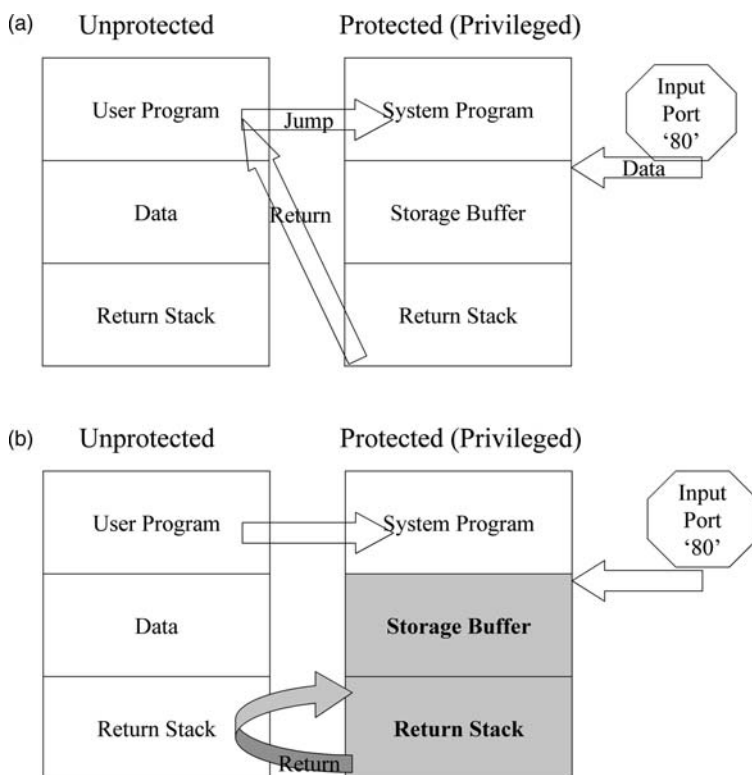 (a)
Unprotected
Protected (Privileged)
User Program
Jump
System Program
Input
Port
‘80’
Data
Data
Return
Storage Buffer
Return Stack
Return Stack
(b)
Unprotected
Protected (Privileged)
User Program
System Program
Input
Port
‘80’
Data
Storage Buffer
Return Stack
Return
Return Stack